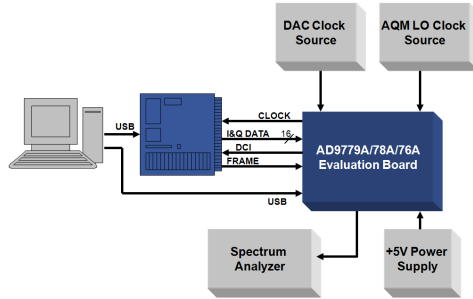 DAC Clock
Source
AQM LO Clock
Source
USB
CLOCK
I&Q DATA 16
DCI
FRAME
AD9779A/78A/76A
Evaluation Board
USB
Spectrum
Analyzer
+5V Power
Supply